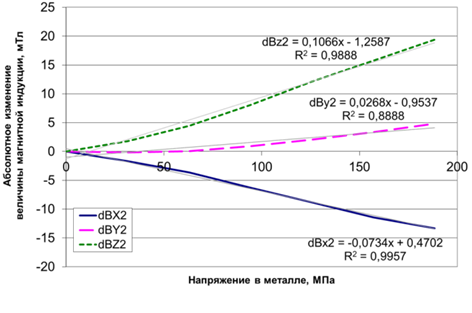 Абсолютное изменение
величины магнитной индукции, мТл
25
20
15
10
5
0
-5
-10
-15
-20
0
50
100
150
200
dBz2 = 0,1066x - 1,2587
R² = 0,9888
dBy2 = 0,0268x - 0,9537
R² = 0,8888
dBX2
dBY2
dBZ2
dBx2 = -0,0734x + 0,4702
R² = 0,9957
Напряжение в металле, МПа